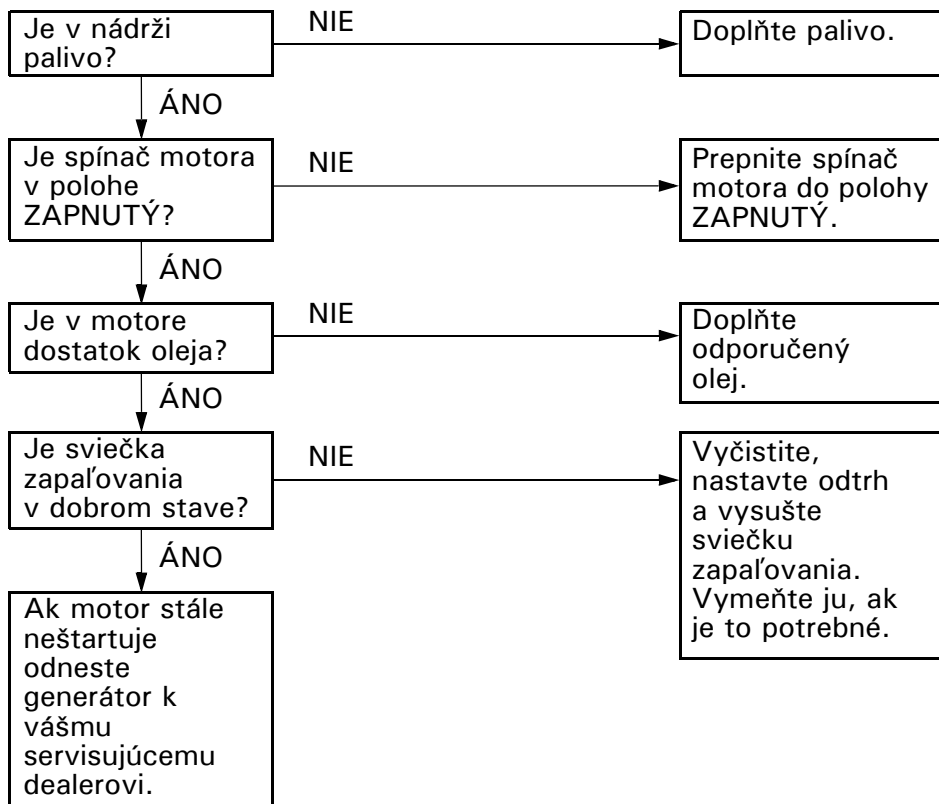 Je v nádrži
palivo?
NIE
Doplňte palivo.
ÁNO
Je spínač motora
v polohe
ZAPNUTÝ?
NIE
Prepnite spínač
motora do polohy
ZAPNUTÝ.
ÁNO
Je v motore
dostatok oleja?
NIE
Doplňte
odporučený
olej.
ÁNO
Je sviečka
zapaľovania
v dobrom stave?
NIE
Vyčistite,
nastavte odtrh
a vysušte
sviečku
zapaľovania.
Vymeňte ju, ak
je to potrebné.
ÁNO
Ak motor stále
neštartuje
odneste
generátor k
vášmu
servisujúcemu
dealerovi.